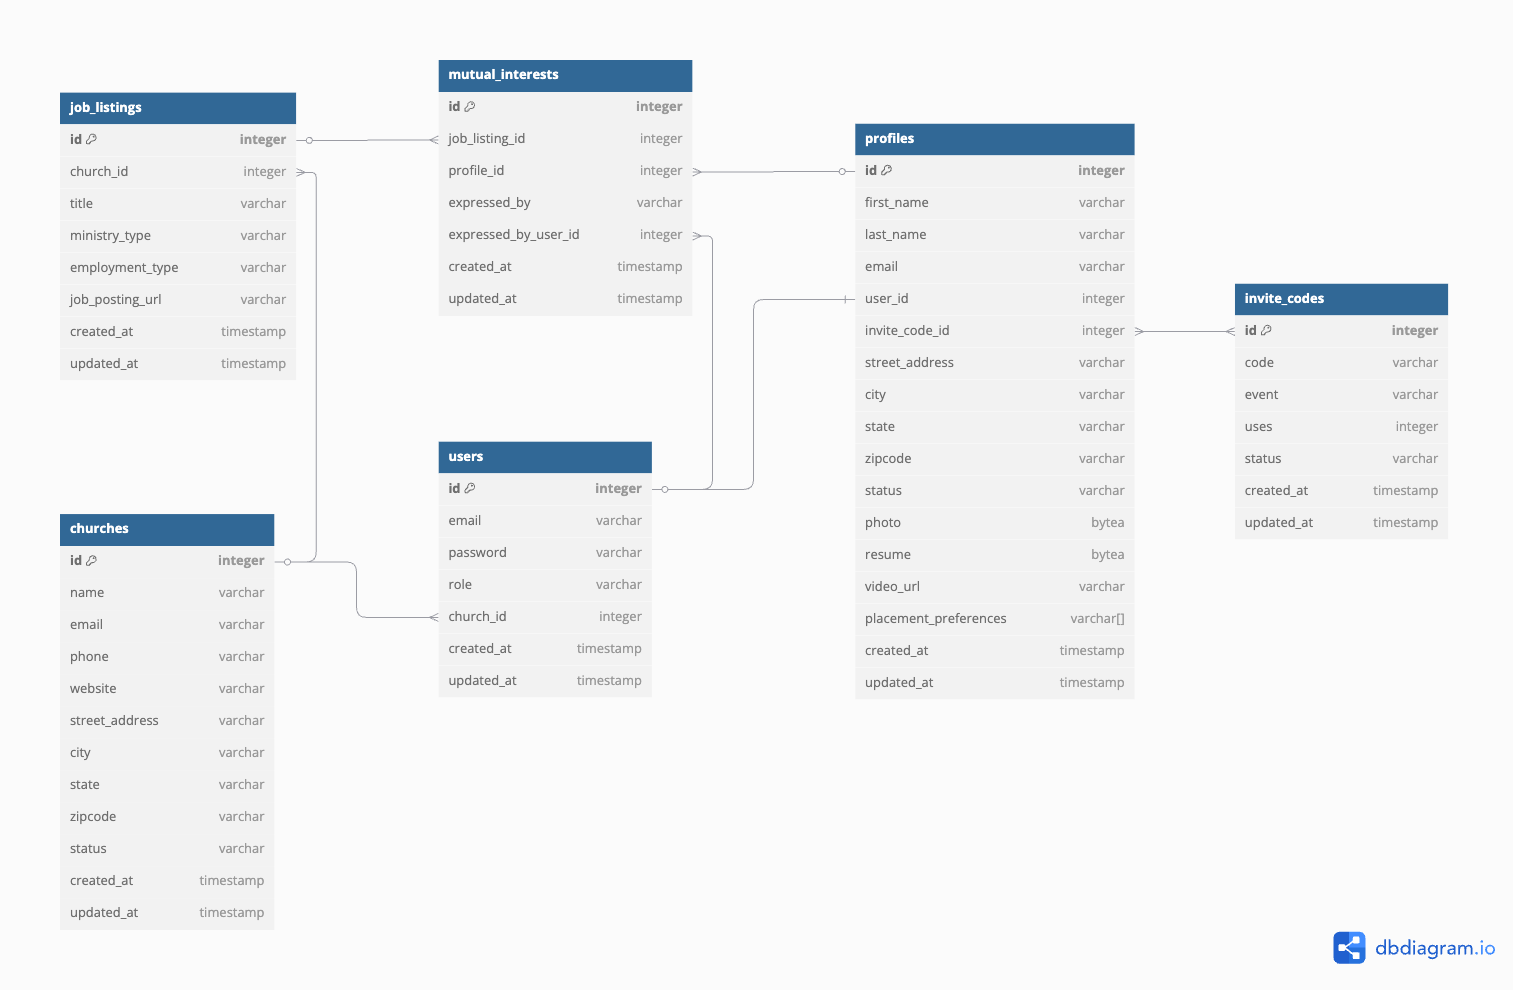 job_listings
id integer
church_id integer
title varchar
ministry_type varchar
employment_type varchar
job_posting_url varchar
created_at timestamp
updated_at timestamp
mutual_interests
id integer
job_listing_id integer
profile_id integer
expressed_by varchar
expressed_by_user_id integer
created_at timestamp
updated_at timestamp
profiles
id integer
first_name varchar
last_name varchar
email varchar
user_id integer
invite_code_id integer
street_address varchar
city varchar
state varchar
zipcode varchar
status varchar
photo bytea
resume bytea
video_url varchar
placement_preferences varchar[]
created_at timestamp
updated_at timestamp
invite_codes
id integer
code varchar
event varchar
uses integer
status varchar
created_at timestamp
updated_at timestamp
users
id integer
email varchar
password varchar
role varchar
church_id integer
created_at timestamp
updated_at timestamp
churches
id integer
name varchar
email varchar
phone varchar
website varchar
street_address varchar
city varchar
state varchar
zipcode varchar
status varchar
created_at timestamp
updated_at timestamp
dbdiagram.io